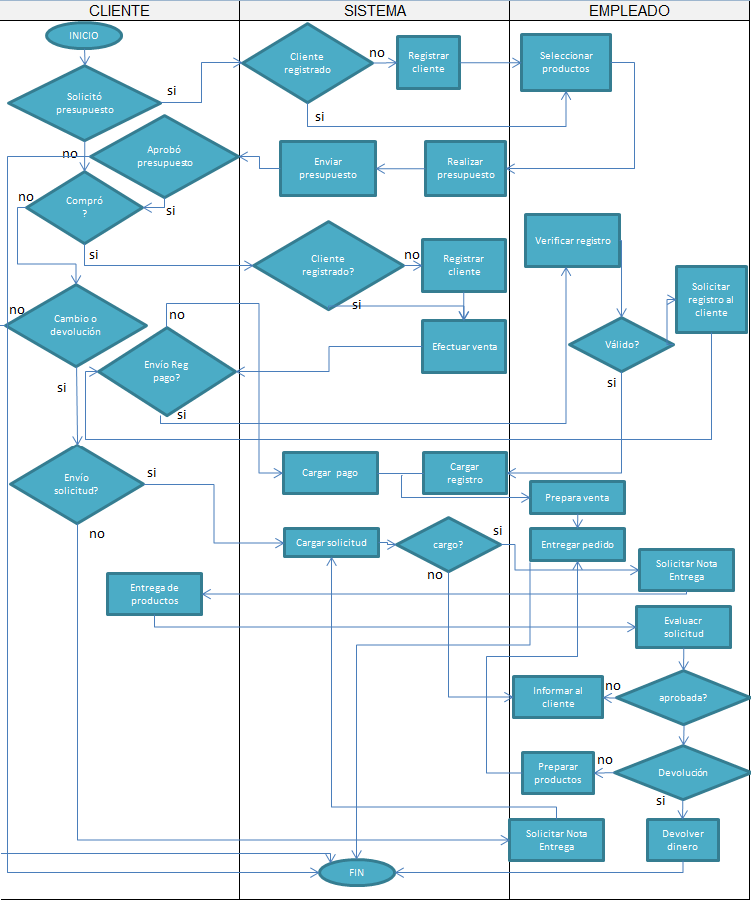 CLIENTE
SISTEMA
EMPLEADO
INICIO
Cliente
registrado
no
Registrar
cliente
Seleccionar
productos
Solicitó
presupuesto
si
si
no
Aprobó
presupuesto
Enviar
presupuesto
Realizar
presupuesto
no
Compró
?
si
si
Verificar registro
Cliente
registrado?
no
Registrar
cliente
Solicitar
registro al
cliente
no
Cambio o
devolución
no
si
Efectuar venta
Válido?
Envío Reg
pago?
si
si
si
Cargar pago
Cargar
registro
Envío
solicitud?
si
Prepara venta
no
Cargar solicitud
cargo?
si
Entregar pedido
no
Solicitar Nota
Entrega
Entrega de
productos
Evaluacr
solicitud
Informar al
cliente
no
aprobada?
Preparar
productos
no
Devolución
si
Solicitar Nota
Entrega
Devolver
dinero
FIN